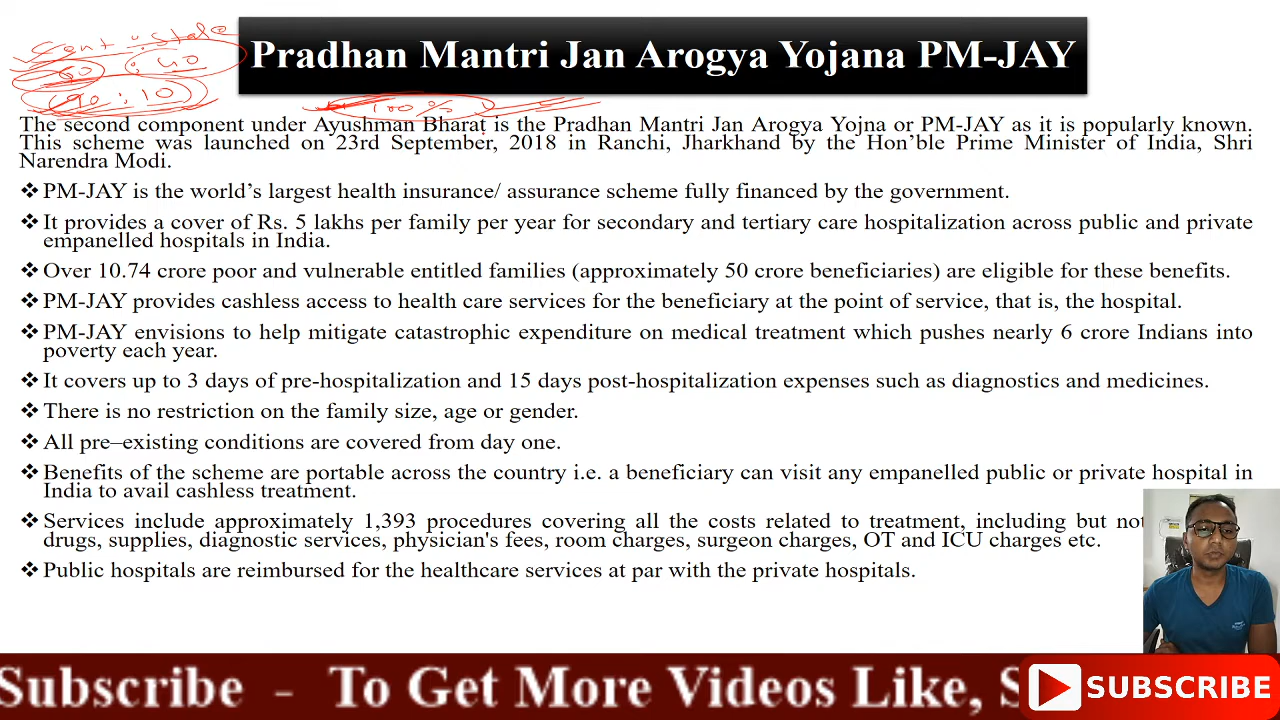 Cent : State
60 : 40
90 : 10
100 %
Pradhan Mantri Jan Arogya Yojana PM-JAY
The second component under Ayushman Bharat is the Pradhan Mantri Jan Arogya Yojna or PM-JAY as it is popularly known.
This scheme was launched on 23rd September, 2018 in Ranchi, Jharkhand by the Hon'ble Prime Minister of India, Shri
Narendra Modi.
❖ PM-JAY is the world's largest health insurance/ assurance scheme fully financed by the government.
❖ It provides a cover of Rs. 5 lakhs per family per year for secondary and tertiary care hospitalization across public and private
empanelled hospitals in India.
❖ Over 10.74 crore poor and vulnerable entitled families (approximately 50 crore beneficiaries) are eligible for these benefits.
❖ PM-JAY provides cashless access to health care services for the beneficiary at the point of service, that is, the hospital.
❖ PM-JAY envisions to help mitigate catastrophic expenditure on medical treatment which pushes nearly 6 crore Indians into
poverty each year.
❖ It covers up to 3 days of pre-hospitalization and 15 days post-hospitalization expenses such as diagnostics and medicines.
❖ There is no restriction on the family size, age or gender.
❖ All pre–existing conditions are covered from day one.
❖ Benefits of the scheme are portable across the country i.e. a beneficiary can visit any empanelled public or private hospital in
India to avail cashless treatment.
❖ Services include approximately 1,393 procedures covering all the costs related to treatment, including but not
drugs, supplies, diagnostic services, physician's fees, room charges, surgeon charges, OT and ICU charges etc.
❖ Public hospitals are reimbursed for the healthcare services at par with the private hospitals.
Subscribe - To Get More Videos Like, S
SUBSCRIBE